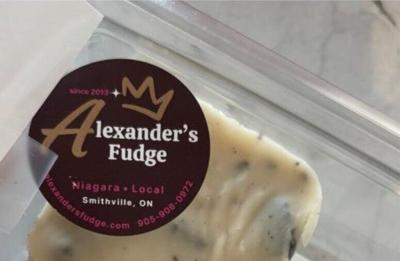 since 2013
Alexander's
Fudge
Niagara • Local
Smithville, ON
alexandersfudge.com 905-906-0972